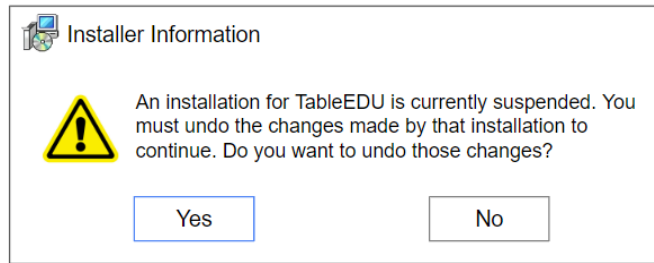 Installer Information
An installation for TableEDU is currently suspended. You
must undo the changes made by that installation to
continue. Do you want to undo those changes?
Yes
No